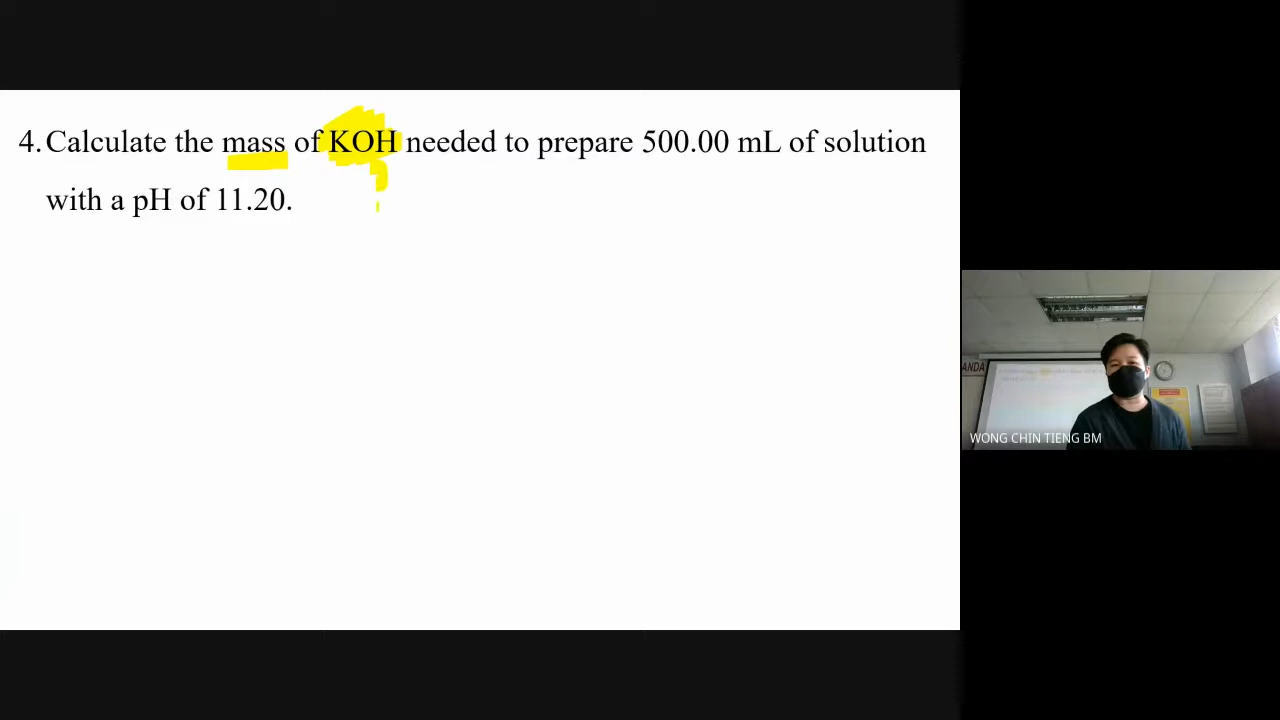 4. Calculate the mass of KOH needed to prepare 500.00 mL of solution
with a pH of 11.20.
ANDA
WONG CHIN TIENG BM